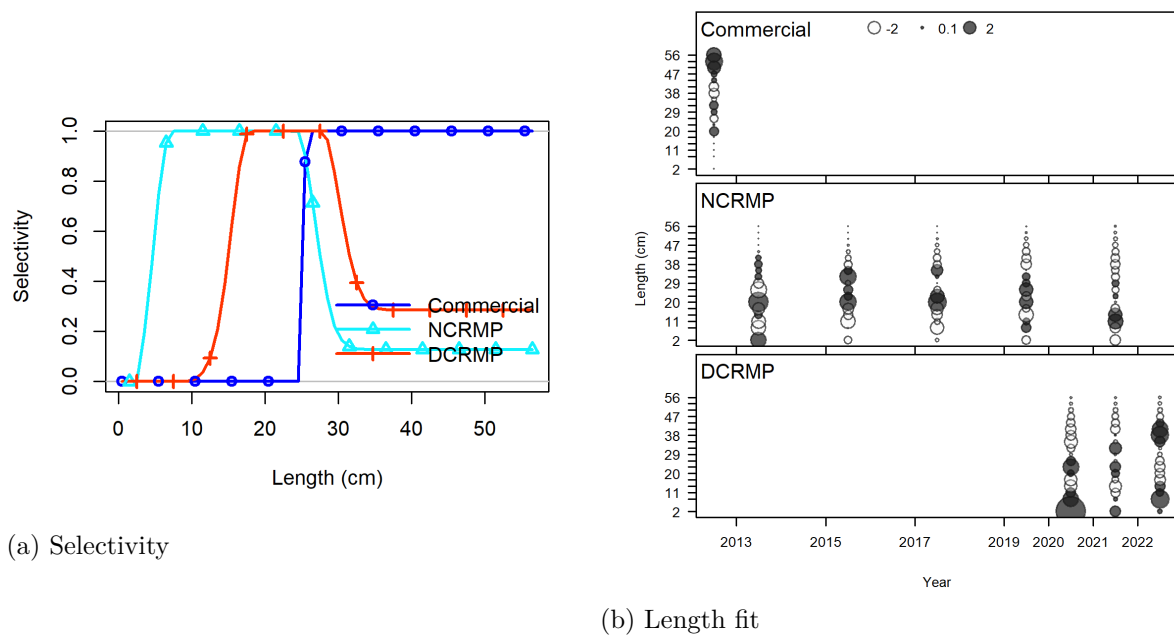 Selectivity
1.0
0.8
0.6
0.4
0.2
0.0
Commercial
NCRMP
DCRMP
0 10 20 30 40 50
Length (cm)
(a) Selectivity
Commercial
-2 0.1 2
56
47
38
29
20
11
2
NCRMP
Length (cm)
56
47
38
29
20
11
2
DCRMP
56
47
38
29
20
11
2
2013 2015 2017 2019 2020 2021 2022
Year
(b) Length fit